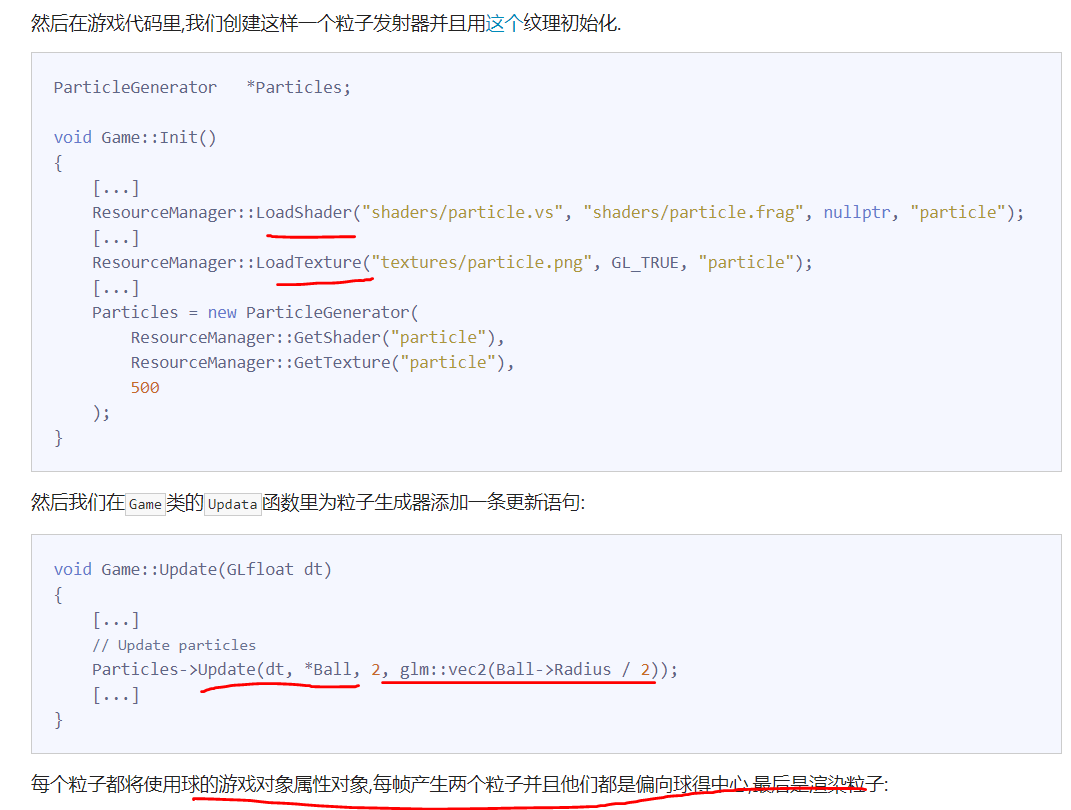 然后在游戏代码里,我们创建这样一个粒子发射器并且用这个纹理初始化.
ParticleGenerator   *Particles;
void Game::Init()
{
    [...]
    ResourceManager::LoadShader("shaders/particle.vs", "shaders/particle.frag", nullptr, "particle");
    [...]
    ResourceManager::LoadTexture("textures/particle.png", GL_TRUE, "particle");
    [...]
    Particles = new ParticleGenerator(
        ResourceManager::GetShader("particle"),
        ResourceManager::GetTexture("particle"),
        500
    );
}
然后我们在Game类的Updata函数里为粒子生成器添加一条更新语句:
void Game::Update(GLfloat dt)
{
    [...]
    // Update particles
    Particles->Update(dt, *Ball, 2, glm::vec2(Ball->Radius / 2));
    [...]
}
每个粒子都将使用球的游戏对象属性对象,每帧产生两个粒子并且他们都是偏向球得中心,最后是渲染粒子: